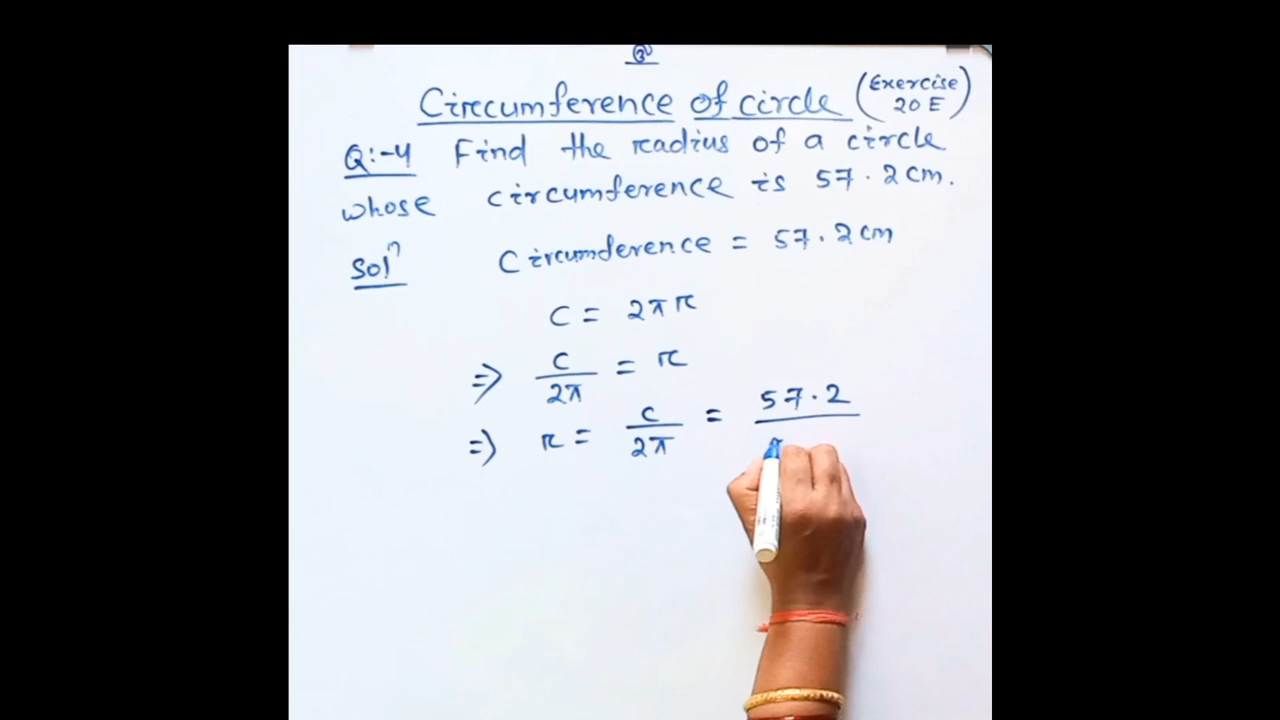 Circumference of circle (Exercise 20 E)
Q:-4 Find the radius of a circle
whose circumference is 57.2 cm.
Solⁿ Circumference = 57.2 cm
C = 2πr
=> C/2π = r
=> r = C/2π = 57.2